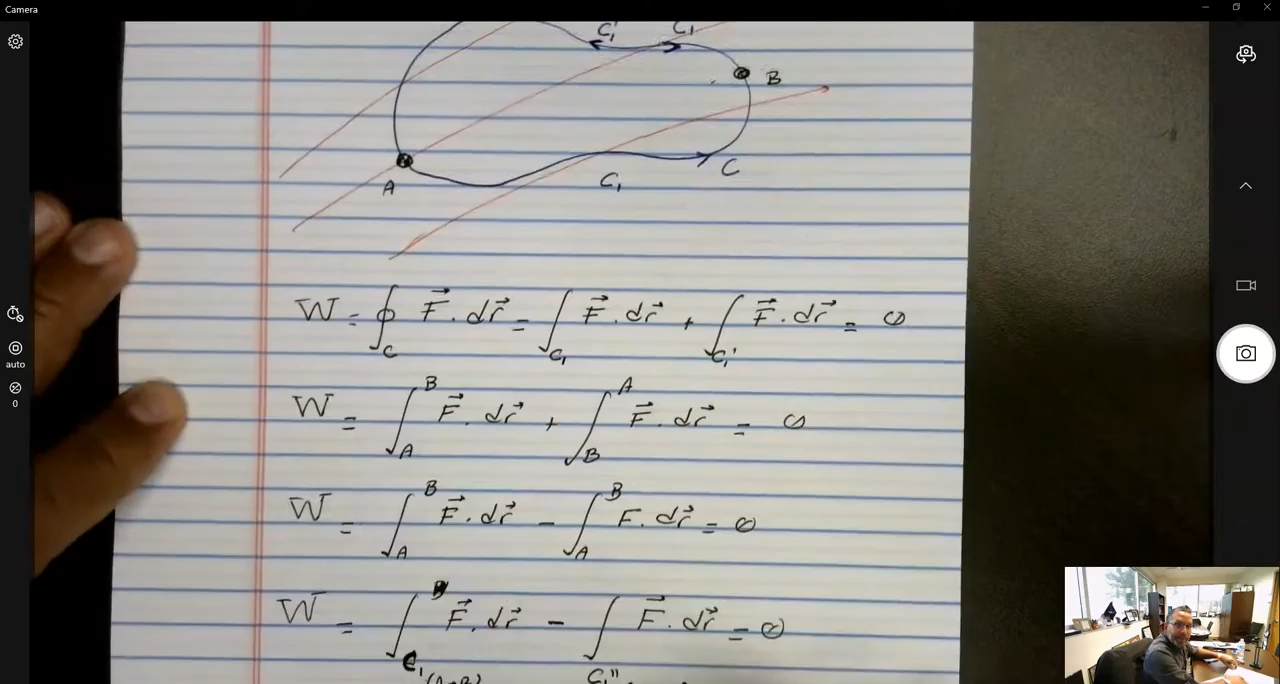 Camera
C₁' C₁
B
A C₁ C
W = ∮_C F⃗ . dr⃗ = ∫_C₁ F⃗ . dr⃗ + ∫_C₁' F⃗ . dr⃗ = 0
W = ∫_A^B F⃗ . dr⃗ + ∫_B^A F⃗ . dr⃗ = 0
auto
0
W = ∫_A^B F⃗ . dr⃗ - ∫_A^B F . dr⃗ = 0
W = ∫_C₁ F⃗ . dr⃗ - ∫_C₁'' F⃗ . dr⃗ = 0